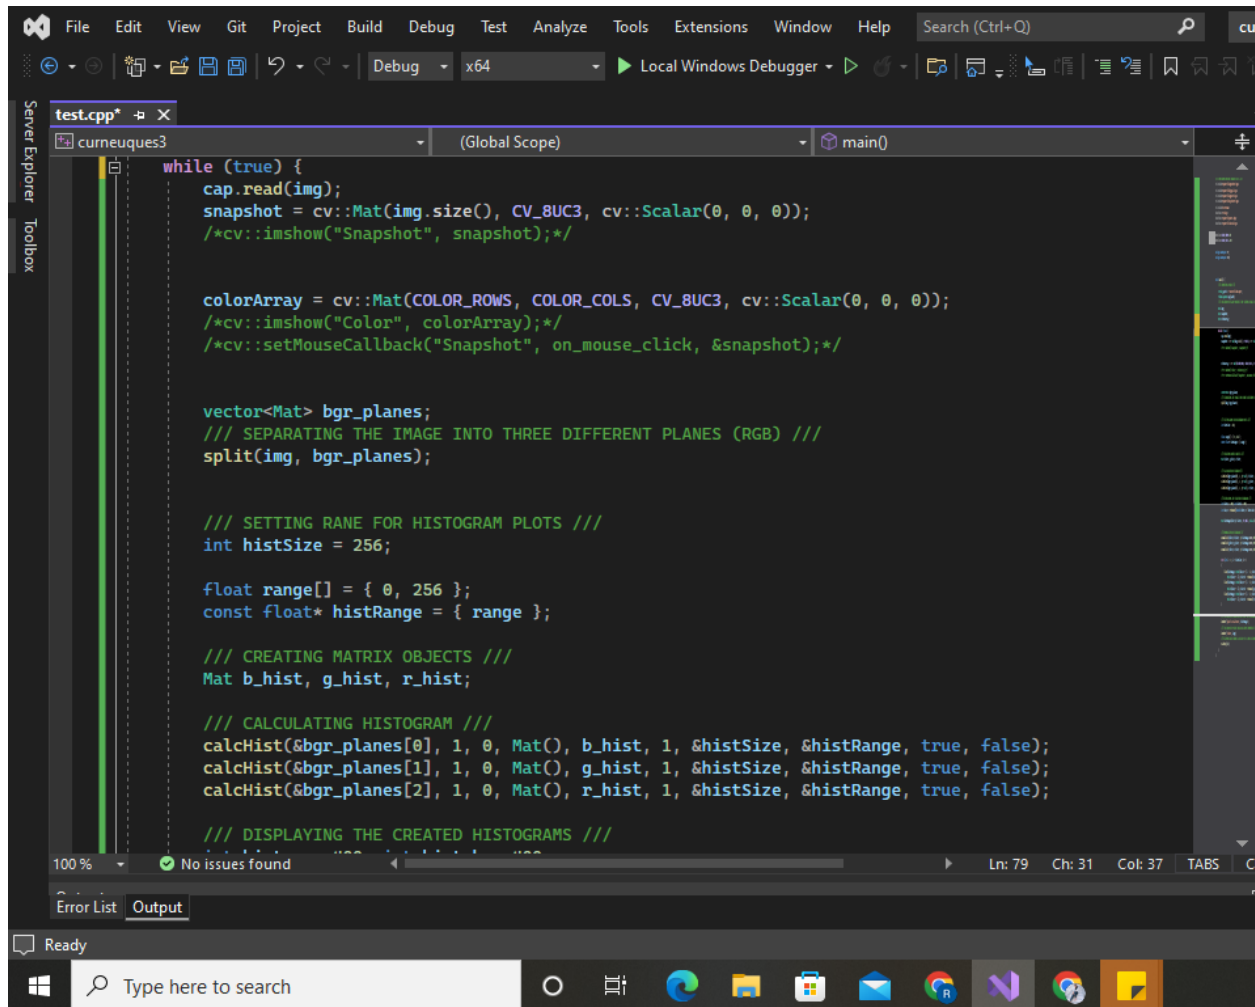 File Edit View Git Project Build Debug Test Analyze Tools Extensions Window Help Search (Ctrl+Q) cu
Debug x64 Local Windows Debugger
Server Explorer
Toolbox
test.cpp*
curneuques3 (Global Scope) main()
while (true) {
cap.read(img);
snapshot = cv::Mat(img.size(), CV_8UC3, cv::Scalar(0, 0, 0));
/*cv::imshow("Snapshot", snapshot);*/
colorArray = cv::Mat(COLOR_ROWS, COLOR_COLS, CV_8UC3, cv::Scalar(0, 0, 0));
/*cv::imshow("Color", colorArray);*/
/*cv::setMouseCallback("Snapshot", on_mouse_click, &snapshot);*/
vector<Mat> bgr_planes;
/// SEPARATING THE IMAGE INTO THREE DIFFERENT PLANES (RGB) ///
split(img, bgr_planes);
/// SETTING RANE FOR HISTOGRAM PLOTS ///
int histSize = 256;
float range[] = { 0, 256 };
const float* histRange = { range };
/// CREATING MATRIX OBJECTS ///
Mat b_hist, g_hist, r_hist;
/// CALCULATING HISTOGRAM ///
calcHist(&bgr_planes[0], 1, 0, Mat(), b_hist, 1, &histSize, &histRange, true, false);
calcHist(&bgr_planes[1], 1, 0, Mat(), g_hist, 1, &histSize, &histRange, true, false);
calcHist(&bgr_planes[2], 1, 0, Mat(), r_hist, 1, &histSize, &histRange, true, false);
/// DISPLAYING THE CREATED HISTOGRAMS ///
100 % No issues found Ln: 79 Ch: 31 Col: 37 TABS C
Error List Output
Ready
Type here to search